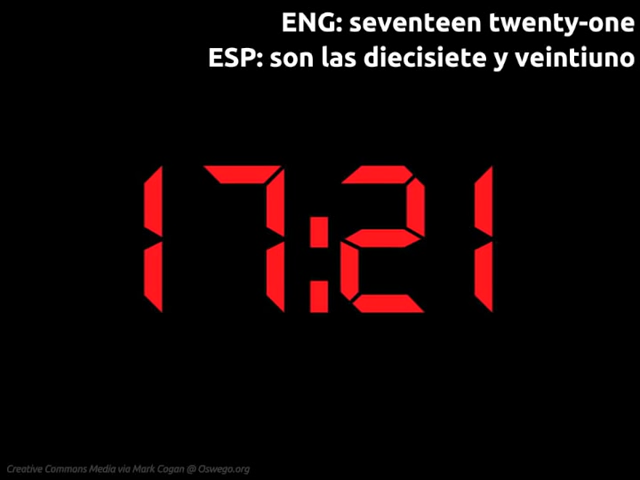 ENG: seventeen twenty-one
ESP: son las diecisiete y veintiuno
17:21
Creative Commons Media via Mark Cogan @ Oswego.org